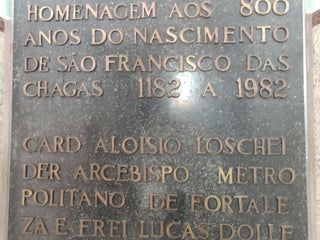 HOMENAGEM AOS 800
ANOS DO NASCIMENTO
DE SÃO FRANCISCO DAS
CHAGAS 1182 A 1982
CARD ALOISIO LOSCHEI
DER ARCEBISPO METRO
POLITANO DE FORTALE
ZA E FREI LUCAS DOLLE